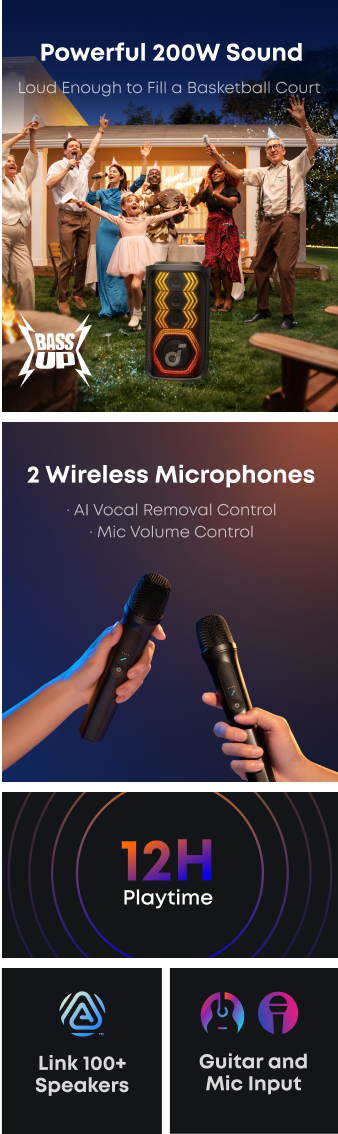 Powerful 200W Sound
Loud Enough to Fill a Basketball Court
BASS
UP
2 Wireless Microphones
· AI Vocal Removal Control
· Mic Volume Control
12H
Playtime
Link 100+
Speakers
Guitar and
Mic Input